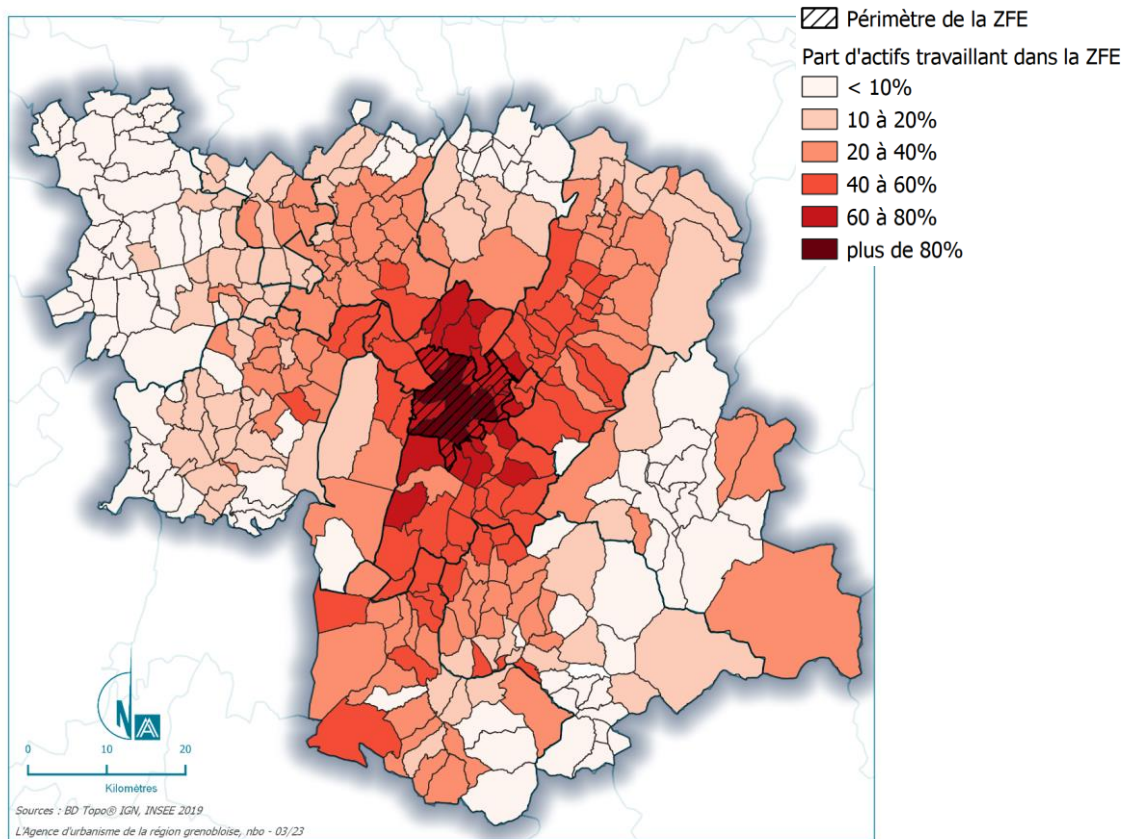 Périmètre de la ZFE
Part d'actifs travaillant dans la ZFE
< 10%
10 à 20%
20 à 40%
40 à 60%
60 à 80%
plus de 80%
N
0 10 20
Kilomètres
Sources : BD Topo® IGN, INSEE 2019
L'Agence d'urbanisme de la région grenobloise, nbo - 03/23